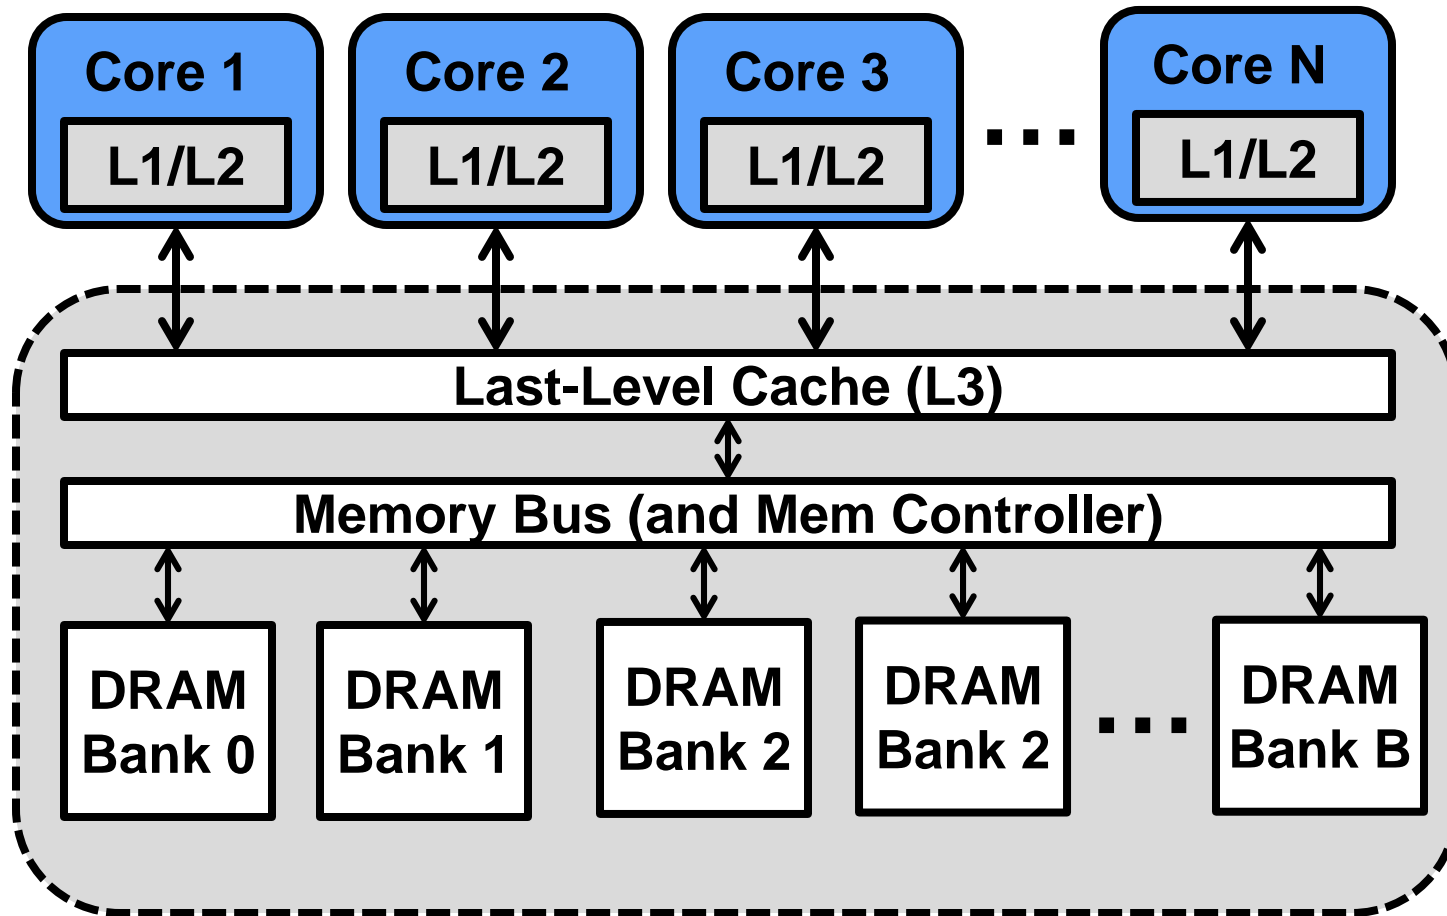 Core 1
L1/L2
Core 2
L1/L2
Core 3
L1/L2
...
Core N
L1/L2
Last-Level Cache (L3)
Memory Bus (and Mem Controller)
DRAM
Bank 0
DRAM
Bank 1
DRAM
Bank 2
DRAM
Bank 2
...
DRAM
Bank B